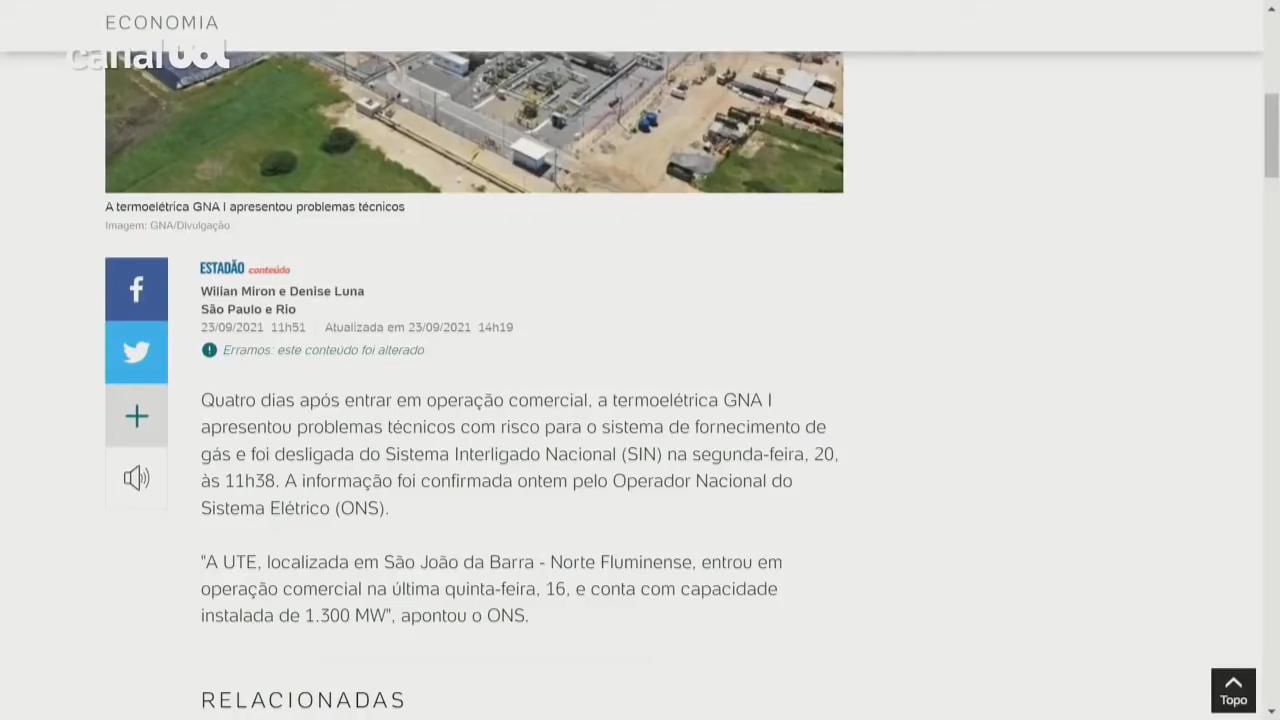 ECONOMIA
canal UOL
A termoelétrica GNA I apresentou problemas técnicos
Imagem: GNA/Divulgação
ESTADÃO conteúdo
Wilian Miron e Denise Luna
São Paulo e Rio
23/09/2021 11h51 Atualizada em 23/09/2021 14h19
Erramos: este conteúdo foi alterado
Quatro dias após entrar em operação comercial, a termoelétrica GNA I
apresentou problemas técnicos com risco para o sistema de fornecimento de
gás e foi desligada do Sistema Interligado Nacional (SIN) na segunda-feira, 20,
às 11h38. A informação foi confirmada ontem pelo Operador Nacional do
Sistema Elétrico (ONS).
"A UTE, localizada em São João da Barra - Norte Fluminense, entrou em
operação comercial na última quinta-feira, 16, e conta com capacidade
instalada de 1.300 MW", apontou o ONS.
RELACIONADAS
Topo